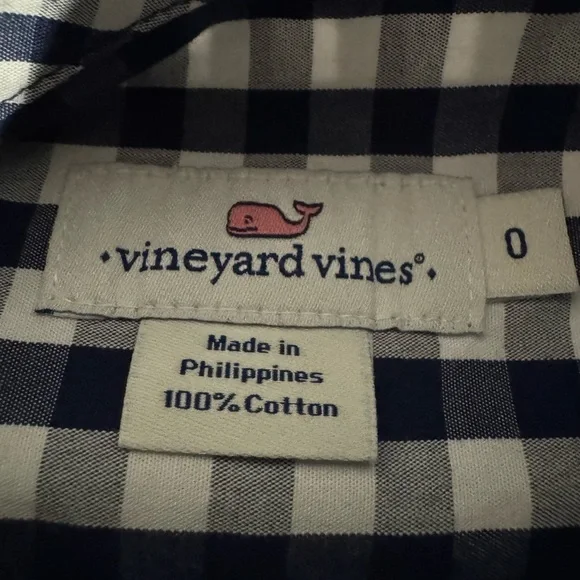 ·vineyard vines®·
0
Made in
Philippines
100% Cotton